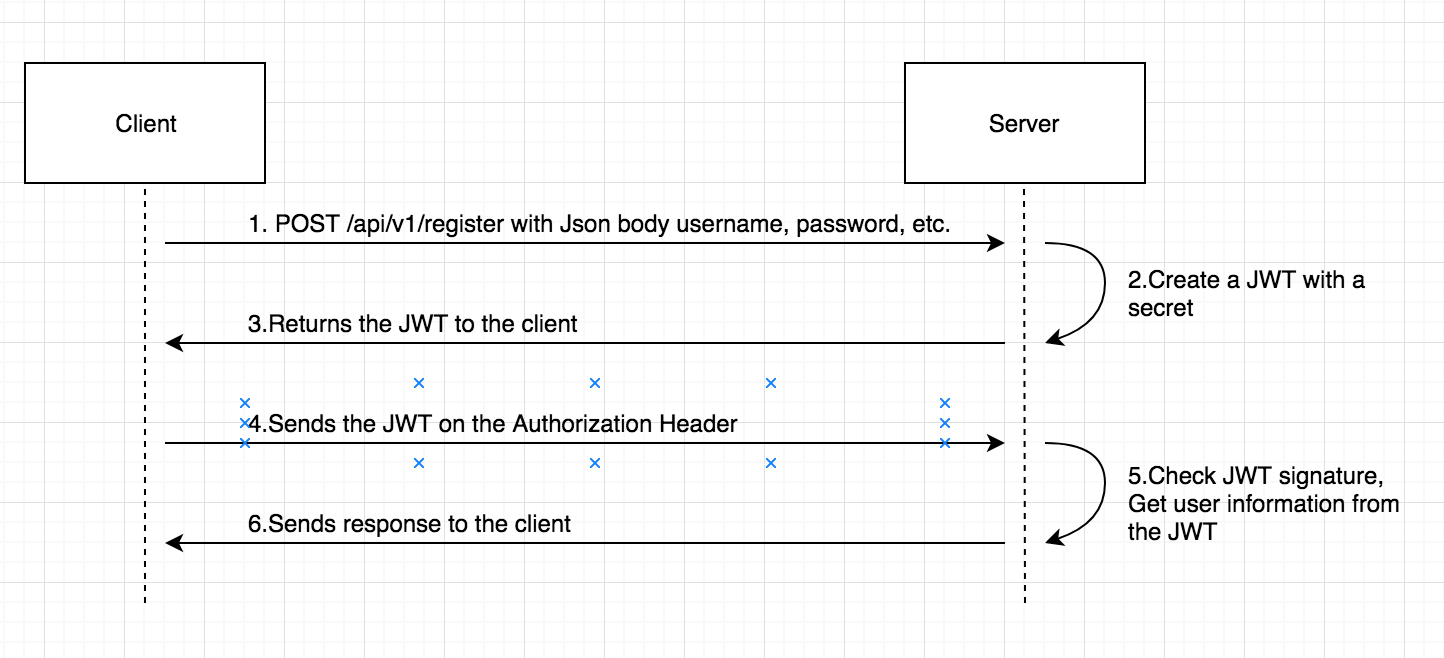 Client
Server
1. POST /api/v1/register with Json body username, password, etc.
2.Create a JWT with a
secret
3.Returns the JWT to the client
4.Sends the JWT on the Authorization Header
5.Check JWT signature,
Get user information from
the JWT
6.Sends response to the client